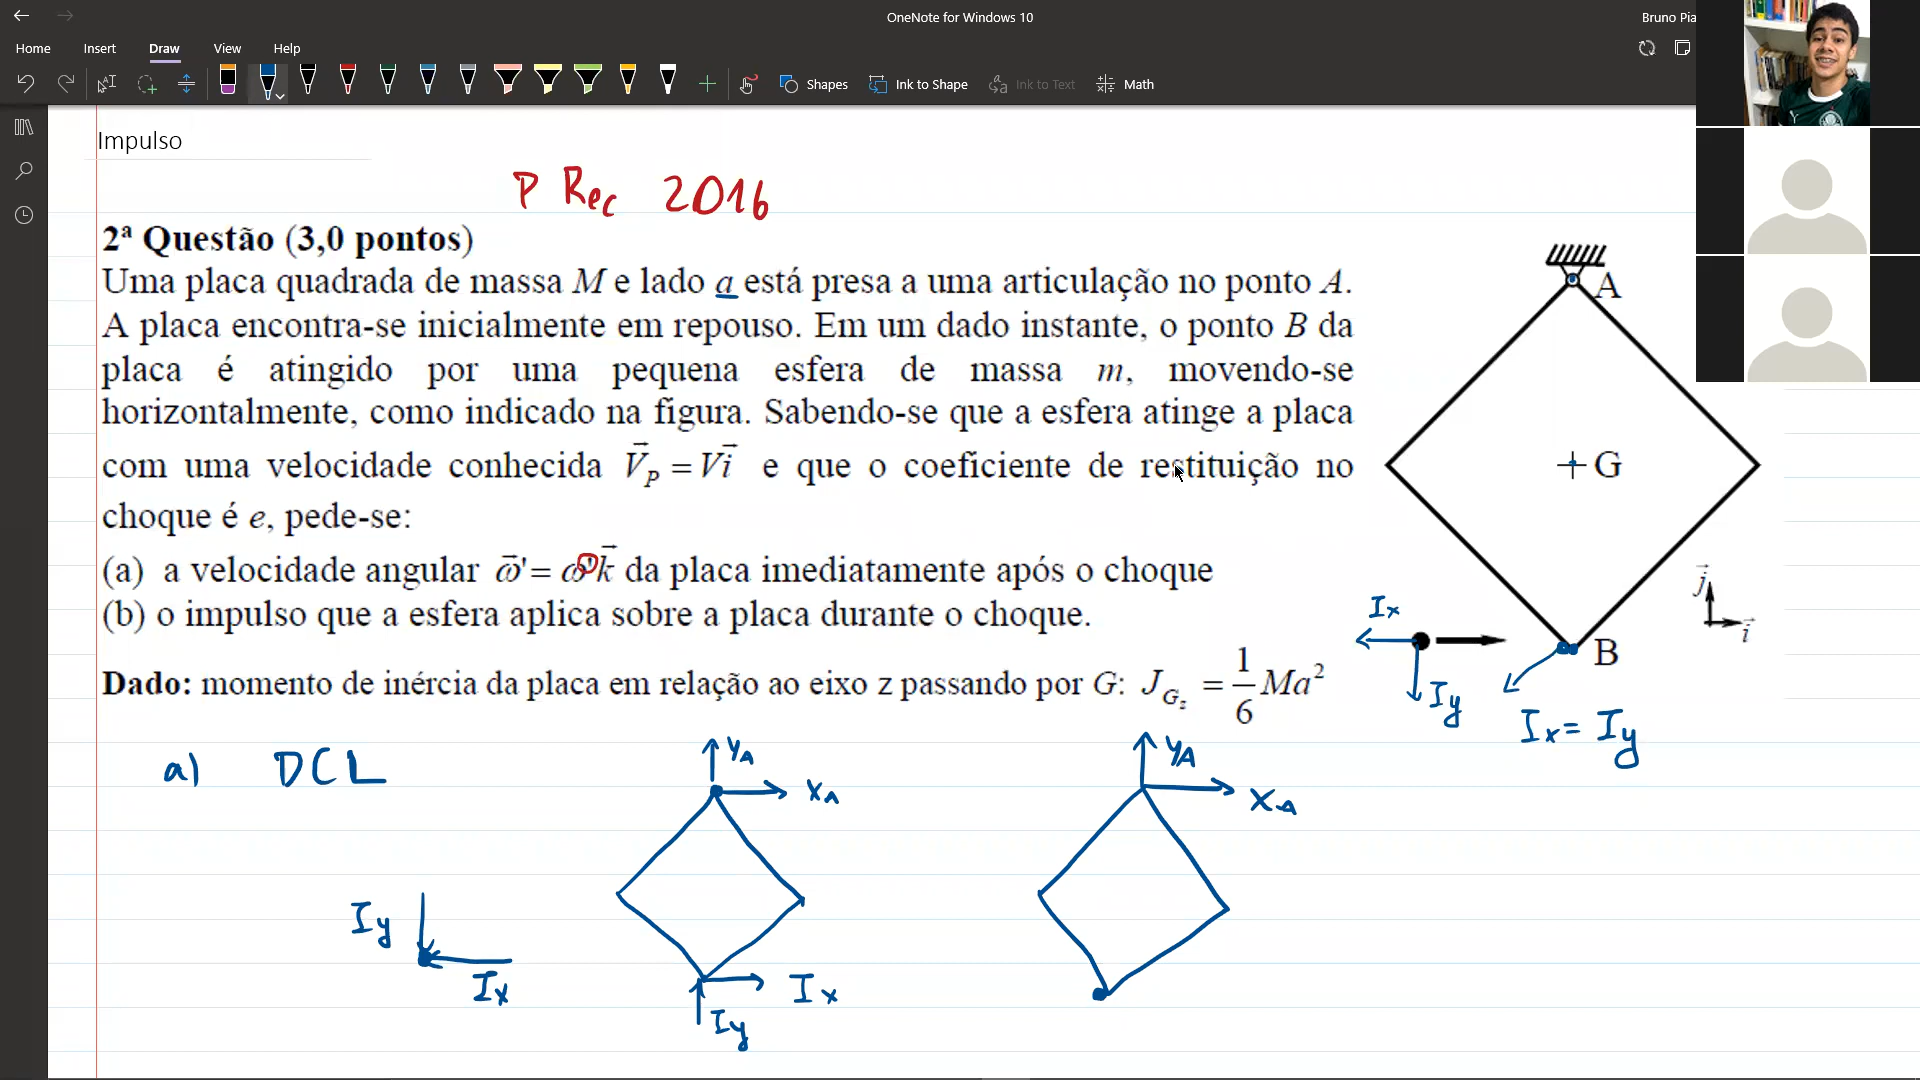 OneNote for Windows 10
Bruno Pia
Home Insert Draw View Help
Shapes Ink to Shape Ink to Text Math
Impulso
P Rec 2016
2ª Questão (3,0 pontos)
Uma placa quadrada de massa M e lado a está presa a uma articulação no ponto A.
A placa encontra-se inicialmente em repouso. Em um dado instante, o ponto B da
placa é atingido por uma pequena esfera de massa m, movendo-se
horizontalmente, como indicado na figura. Sabendo-se que a esfera atinge a placa
com uma velocidade conhecida V⃗_P = Vi⃗ e que o coeficiente de restituição no
choque é e, pede-se:
(a) a velocidade angular ω⃗'= ω'k⃗ da placa imediatamente após o choque
(b) o impulso que a esfera aplica sobre a placa durante o choque.
Dado: momento de inércia da placa em relação ao eixo z passando por G: J_Gz = 1/6 Ma²
A
G
B
j⃗
i⃗
Ix
Iy
Ix = Iy
a) DCL
YA
XA
Iy
Ix
Ix
Iy
YA
XA